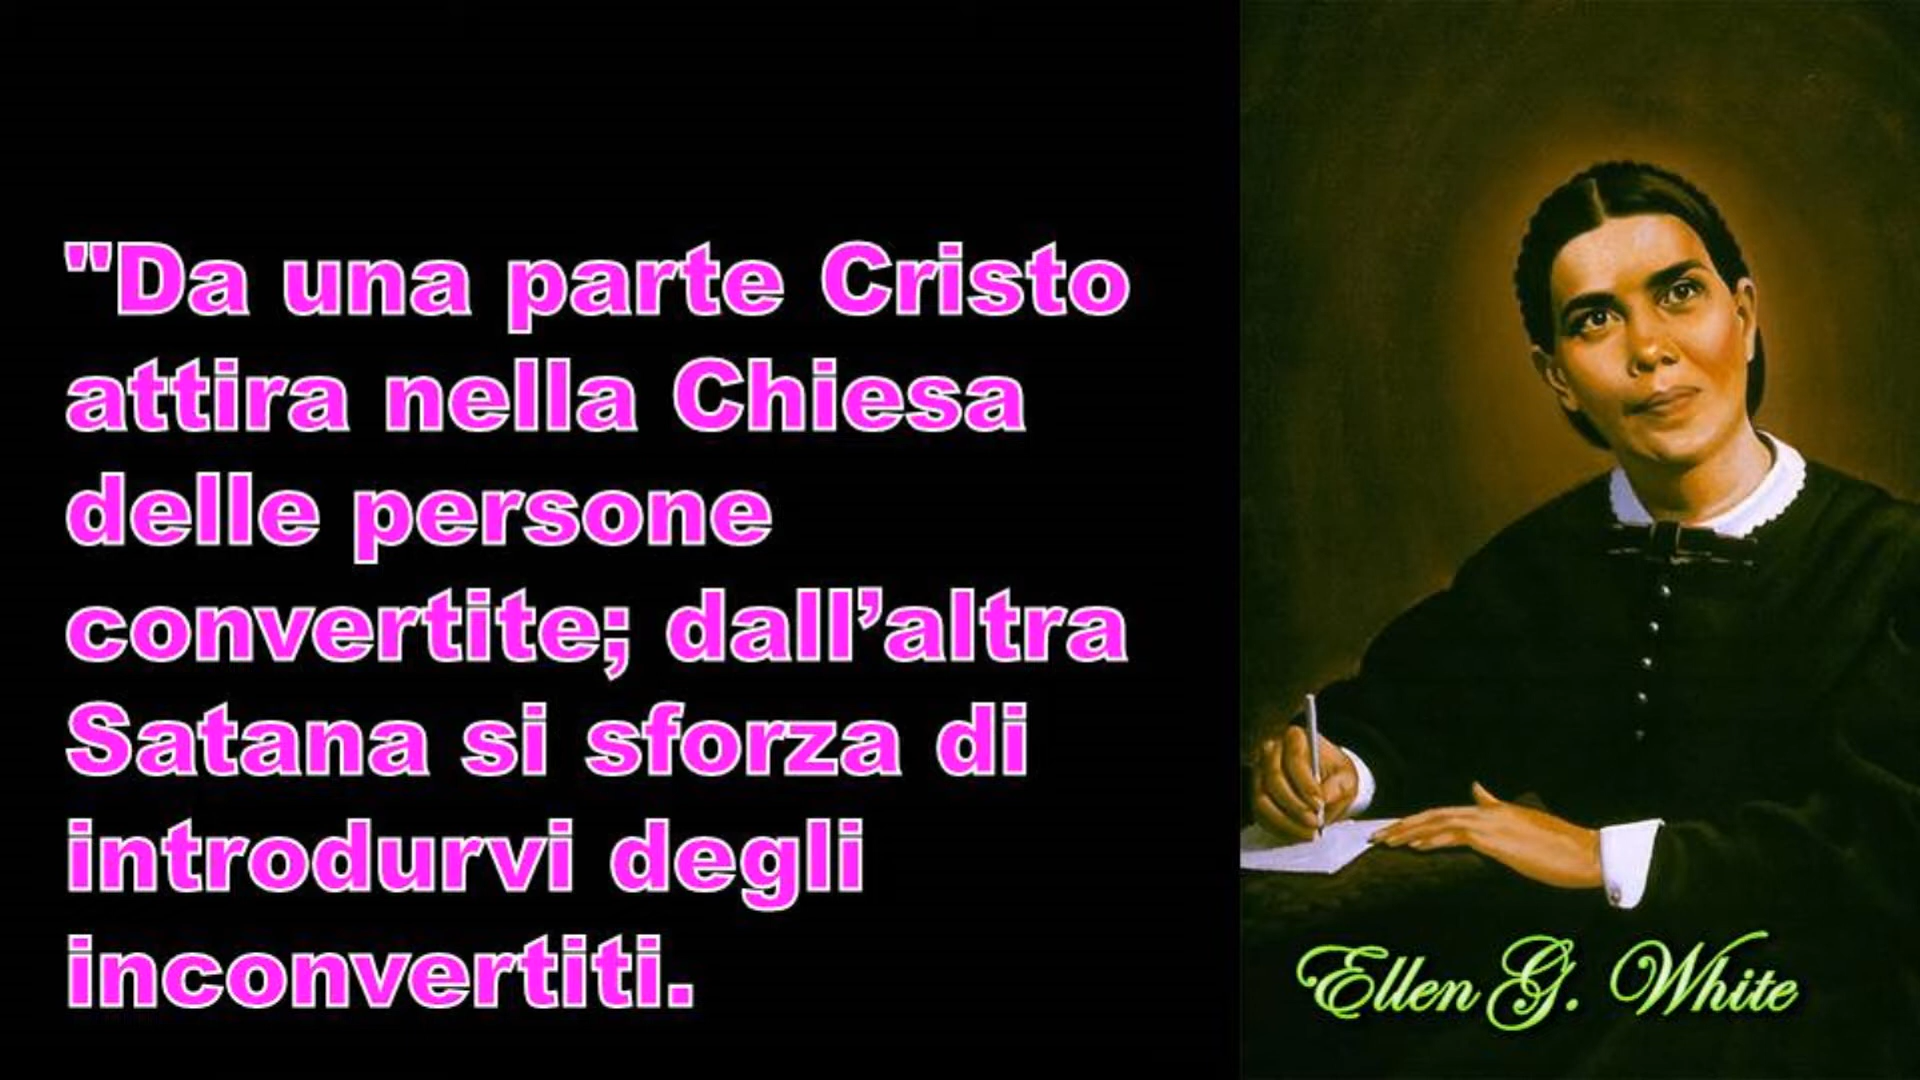 "Da una parte Cristo
attira nella Chiesa
delle persone
convertite; dall’altra
Satana si sforza di
introdurvi degli
inconvertiti.
Ellen G. White